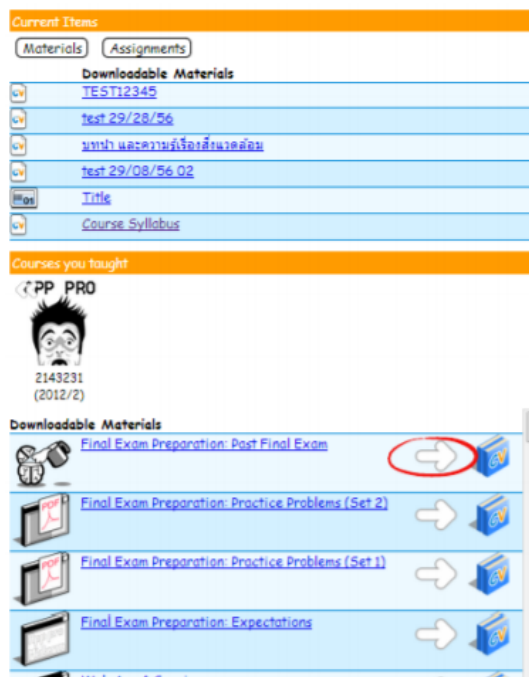 Current Items
Materials Assignments
Downloadable Materials
TEST12345
test 29/28/56
บทนำ และความรู้เรื่องสิ่งแวดล้อม
test 29/08/56 02
Title
Course Syllabus
Courses you taught
PP PRO
2143231
(2012/2)
Downloadable Materials
Final Exam Preparation: Past Final Exam
Final Exam Preparation: Practice Problems (Set 2)
PDF
Final Exam Preparation: Practice Problems (Set 1)
PDF
Final Exam Preparation: Expectations